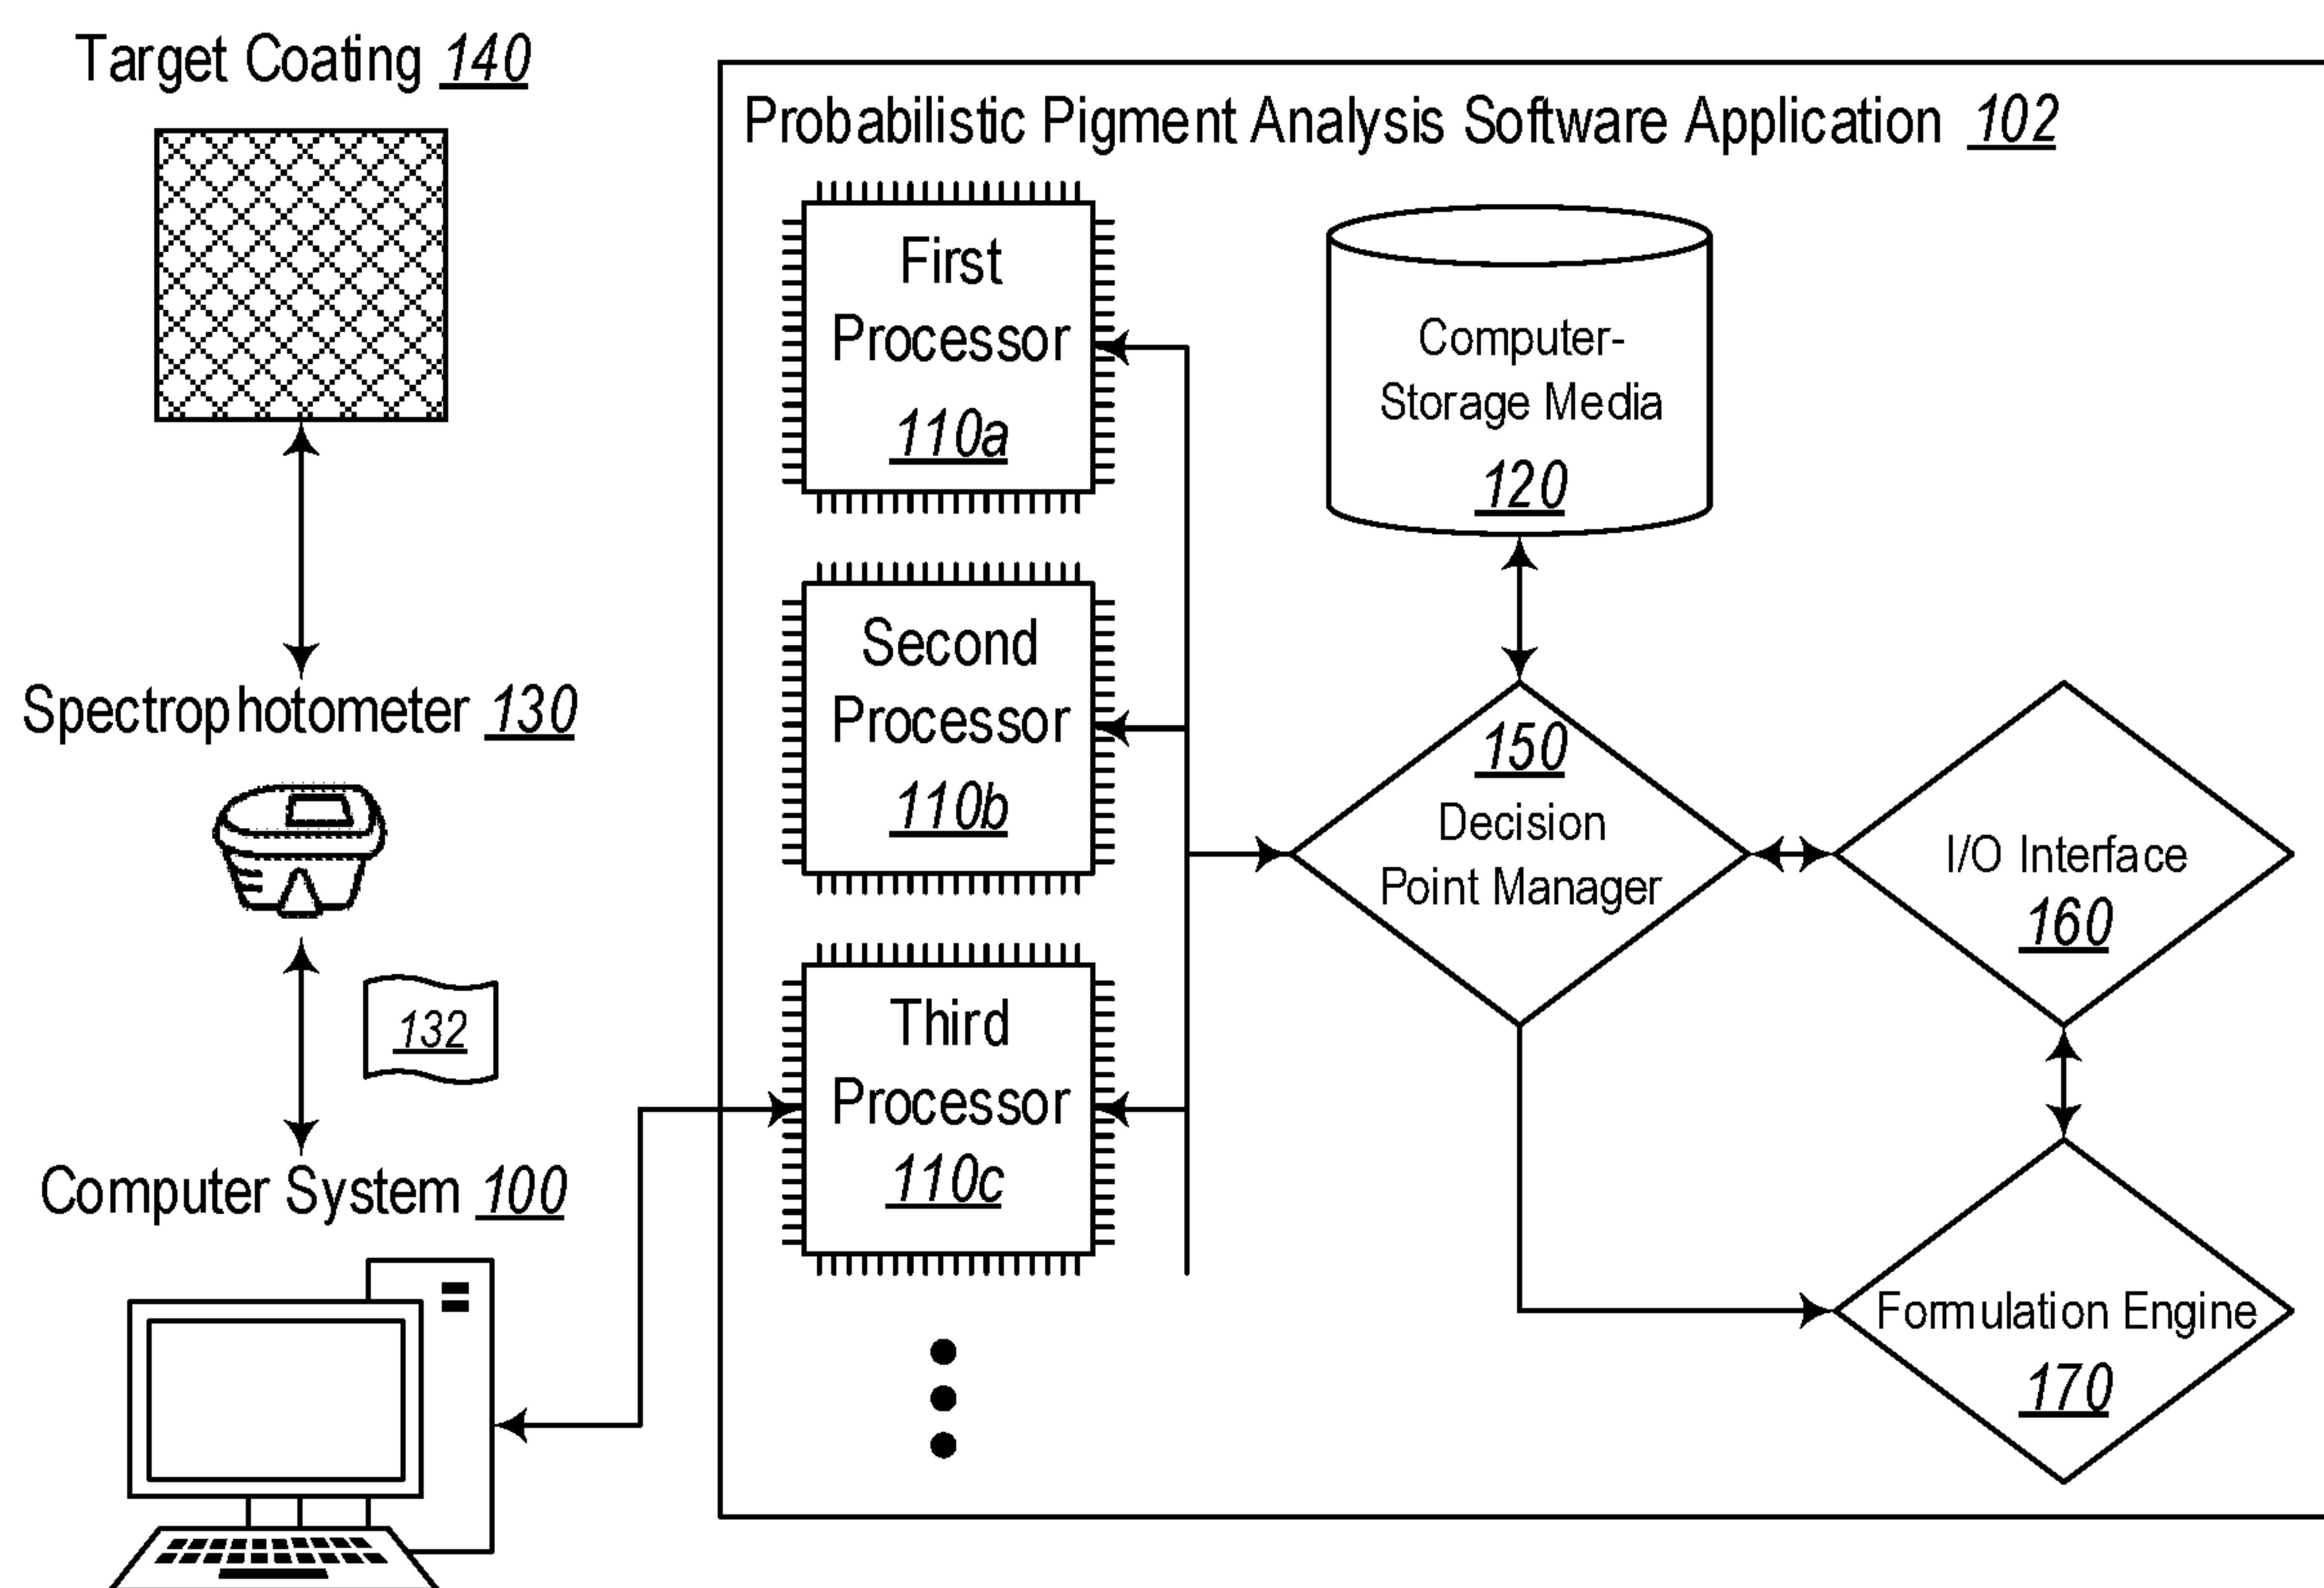 Target Coating 140
Spectrophotometer 130
132
Computer System 100
Probabilistic Pigment Analysis Software Application 102
First
Processor
110a
Second
Processor
110b
Third
Processor
110c
Computer-
Storage Media
120
150
Decision
Point Manager
I/O Interface
160
Formulation Engine
170